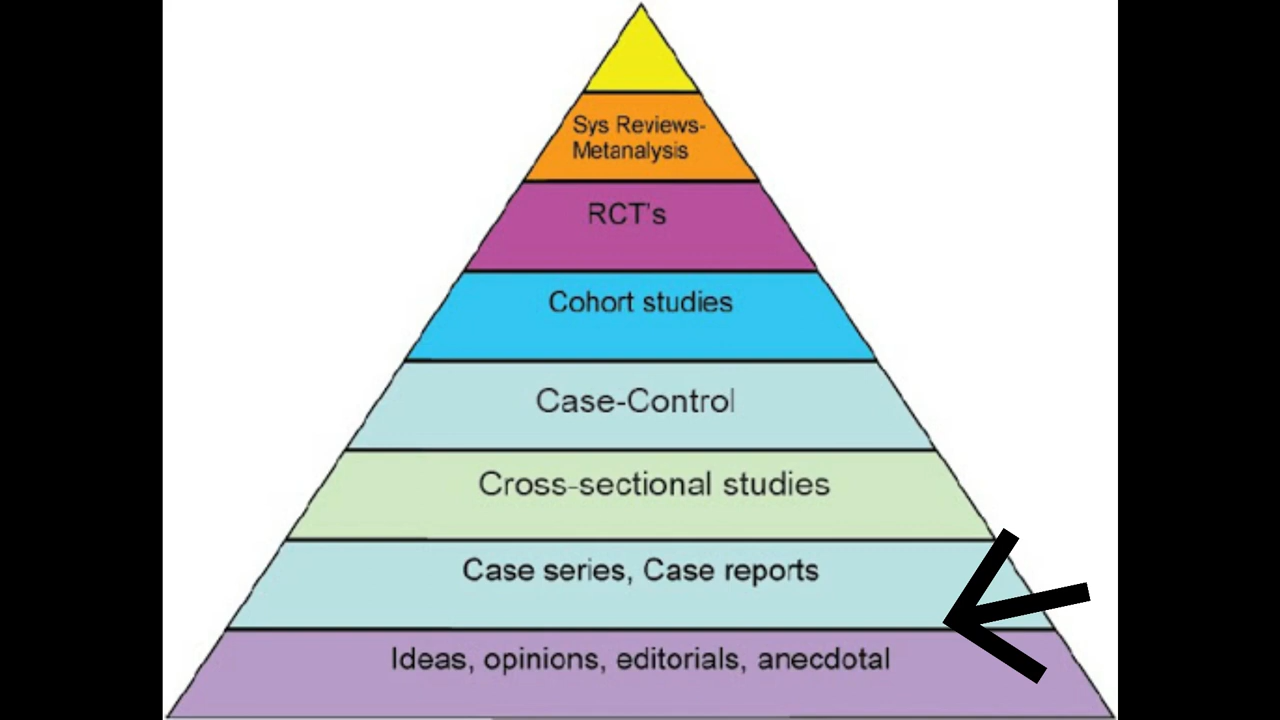 Sys Reviews-
Metanalysis
RCT's
Cohort studies
Case-Control
Cross-sectional studies
Case series, Case reports
Ideas, opinions, editorials, anecdotal